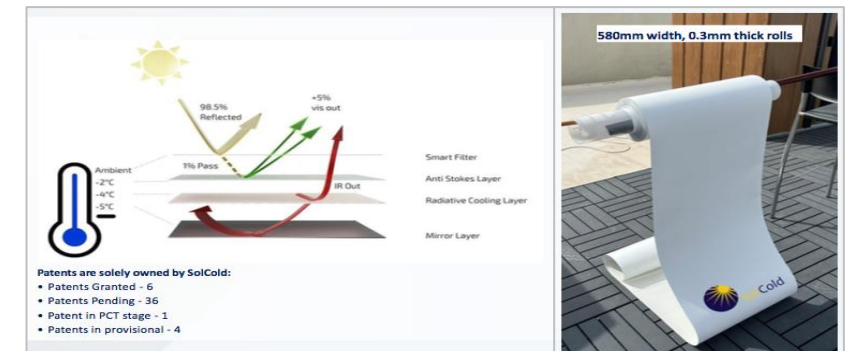 580mm width, 0.3mm thick rolls
98.5%
Reflected
+5%
vis out
1% Pass
IR Out
Ambient
-2°C
-4°C
-5°C
Smart Filter
Anti Stokes Layer
Radiative Cooling Layer
Mirror Layer
Patents are solely owned by SolCold:
• Patents Granted - 6
• Patents Pending - 36
• Patent in PCT stage - 1
• Patents in provisional - 4
Cold